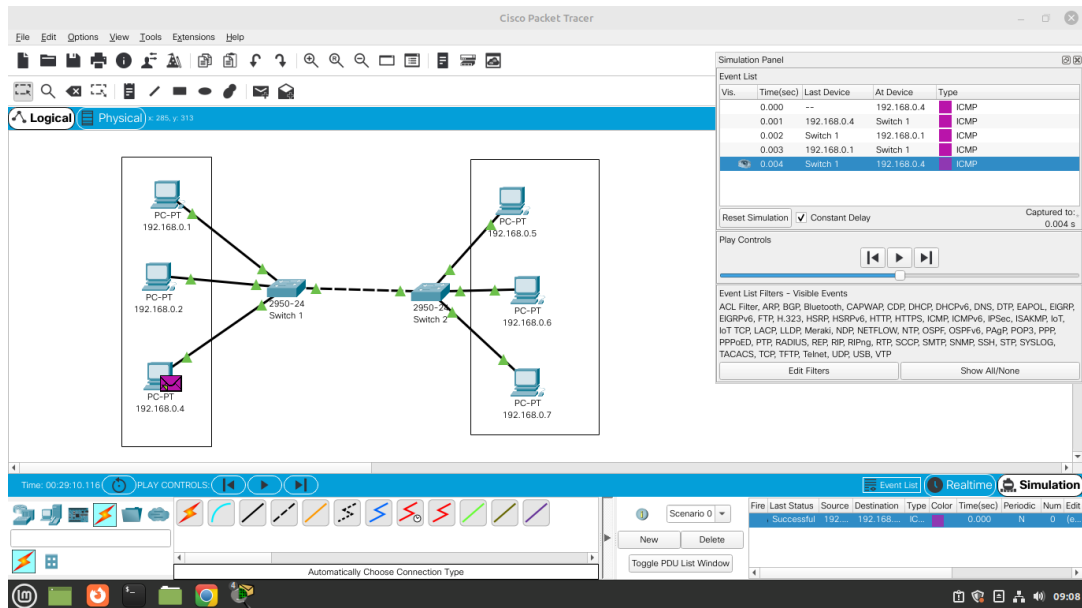 Cisco Packet Tracer
File Edit Options View Tools Extensions Help
Logical Physical x: 285, y: 313
Simulation Panel
Event List
Vis. Time(sec) Last Device At Device Type
0.000 -- 192.168.0.4 ICMP
0.001 192.168.0.4 Switch 1 ICMP
0.002 Switch 1 192.168.0.1 ICMP
0.003 192.168.0.1 Switch 1 ICMP
0.004 Switch 1 192.168.0.4 ICMP
Reset Simulation Constant Delay
Captured to:
0.004 s
Play Controls
Event List Filters - Visible Events
ACL Filter, ARP, BGP, Bluetooth, CAPWAP, CDP, DHCP, DHCPv6, DNS, DTP, EAPOL, EIGRP,
EIGRPv6, FTP, H.323, HSRP, HSRPv6, HTTP, HTTPS, ICMP, ICMPv6, IPSec, ISAKMP, IoT,
IoT TCP, LACP, LLDP, Meraki, NDP, NETFLOW, NTP, OSPF, OSPFv6, PAgP, POP3, PPP,
PPPoED, PTP, RADIUS, REP, RIP, RIPng, RTP, SCCP, SMTP, SNMP, SSH, STP, SYSLOG,
TACACS, TCP, TFTP, Telnet, UDP, USB, VTP
Edit Filters Show All/None
PC-PT
192.168.0.1
PC-PT
192.168.0.2
PC-PT
192.168.0.4
2950-24
Switch 1
2950-24
Switch 2
PC-PT
192.168.0.5
PC-PT
192.168.0.6
PC-PT
192.168.0.7
Time: 00:29:10.116 PLAY CONTROLS: Event List Realtime Simulation
Scenario 0
New Delete
Toggle PDU List Window
Fire Last Status Source Destination Type Color Time(sec) Periodic Num Edit
Successful 192.... 192.168.... IC... 0.000 N 0 (e...
Automatically Choose Connection Type
4
09:08